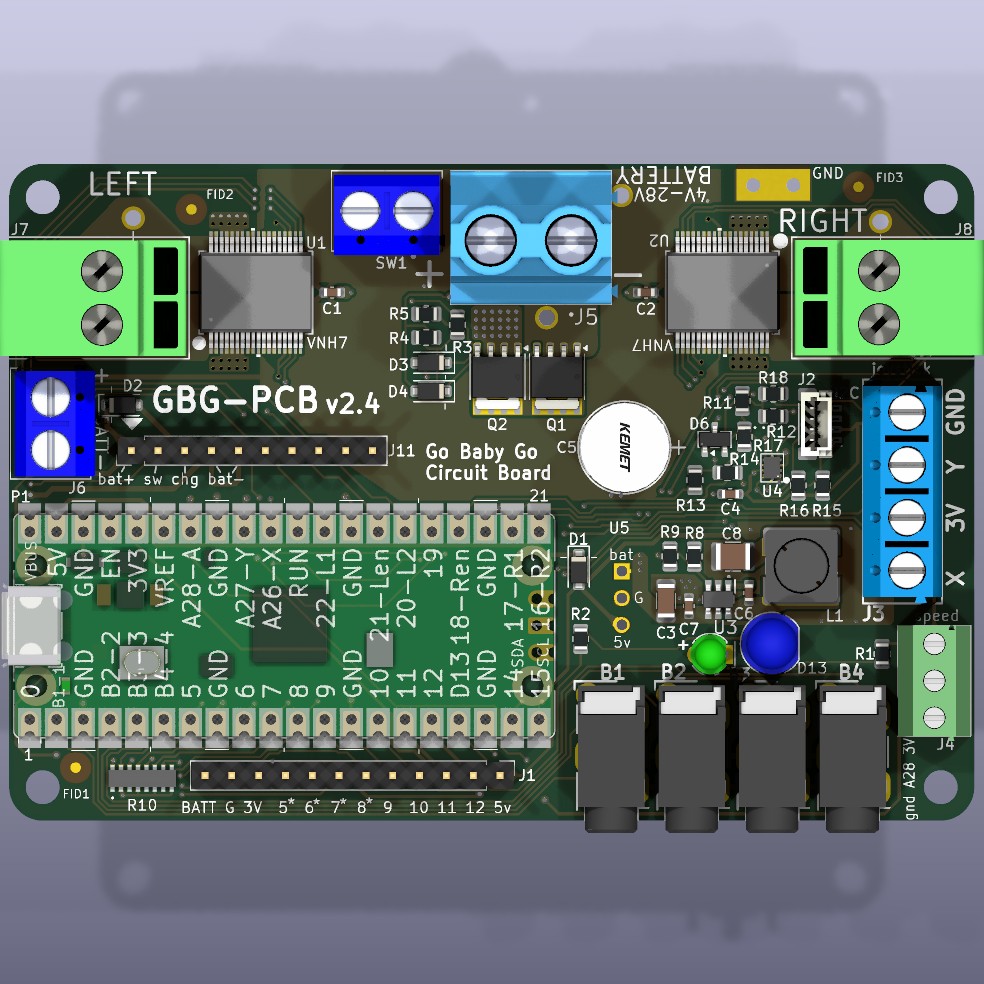 LEFT
FID2
BATTERY
4V-28V
GND
FID3
RIGHT
J7
J8
U1
U2
SW1
+
−
C1
C2
J5
R5
R4
R3
VNH7
VNH7
D3
D4
D2
+
GBG-PCB v2.4
Q2
Q1
R18
J2
R11
R12
D6
R17
R14
GND
C5
KEMET
+
J11
Go Baby Go
Circuit Board
U4
R13
C4
R16
R15
Y
3V
X
J6
bat+ sw chg bat-
P1
21
U5
D1
R9
R8
C8
bat
G
5v
VBUS
5V
GND
EN
3V3
VREF
A28-A
GND
A27-Y
A26-X
RUN
22-L1
GND
21-Len
20-L2
19
18-Ren
GND
17-R1
16-R2
R2
C3
C7
C6
U3
L1
J3
speed
+
0
GND
B2-2
B3-3
B4-4
5
GND
6
7
8
9
GND
10
11
12
D13
GND
14
SDA
15
SCL
B1
B2
D13
B4
R1
J4
1
FID1
R10
J1
BATT G 3V 5* 6* 7* 8* 9 10 11 12 5v
gnd A28 3V